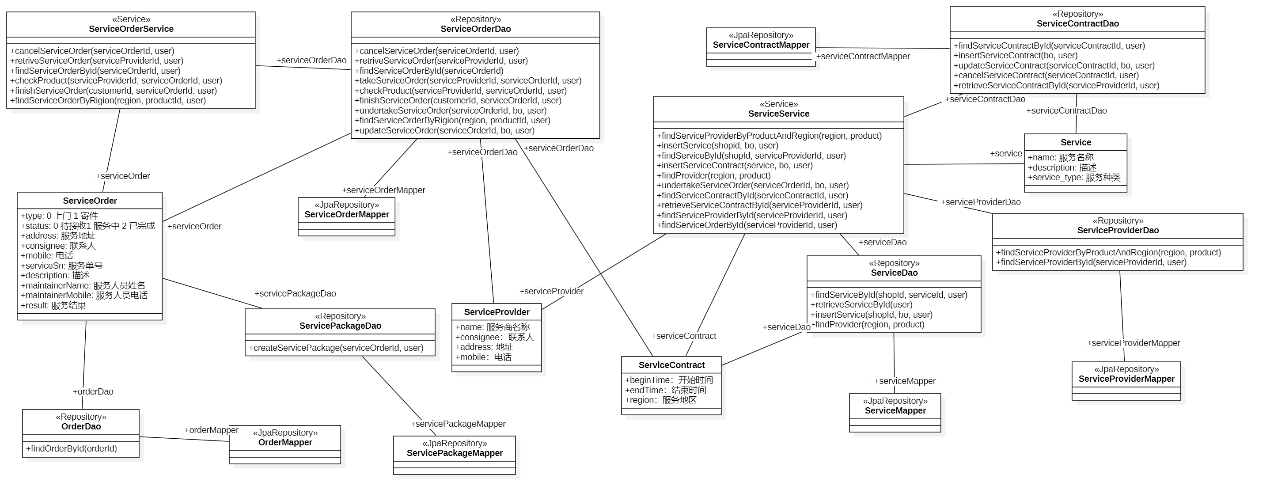 «Service»
ServiceOrderService
+cancelServiceOrder(serviceOrderId, user)
+retriveServiceOrder(serviceProviderId, user)
+findServiceOrderById(serviceOrderId, user)
+checkProduct(serviceProviderId, serviceOrderId, user)
+finishServiceOrder(customerId, serviceOrderId, user)
+findServiceOrderByRigion(region, productId, user)
+serviceOrderDao
«Repository»
ServiceOrderDao
+cancelServiceOrder(serviceOrderId, user)
+retriveServiceOrder(serviceProviderId, user)
+findServiceOrderById(serviceOrderId)
+takeServiceOrder(serviceProviderId, serviceOrderId, user)
+checkProduct(serviceProviderId, serviceOrderId, user)
+finishServiceOrder(customerId, serviceOrderId, user)
+undertakeServiceOrder(serviceOrderId, bo, user)
+findServiceOrderByRigion(region, productId, user)
+updateServiceOrder(serviceOrderId, bo, user)
«JpaRepository»
ServiceContractMapper
+serviceContractMapper
«Repository»
ServiceContractDao
+findServiceContractById(serviceContractId, user)
+insertServiceContract(bo, user)
+updateServiceContract(serviceContractId, bo, user)
+cancelServiceContract(serviceContractId, user)
+retrieveServiceContractById(serviceProviderId, user)
+serviceContractDao
+serviceContractDao
«Service»
ServiceService
+findServiceProviderByProductAndRegion(region, product)
+insertService(shopid, bo, user)
+findServiceById(shopId, serviceProviderId, user)
+insertServiceContract(service, bo, user)
+findProvider(region, product)
+undertakeServiceOrder(serviceOrderId, bo, user)
+findServiceContractById(serviceContractId, user)
+retrieveServiceContractById(serviceProviderId, user)
+findServiceProviderById(serviceProviderId, user)
+findServiceOrderById(serviceProviderId, user)
+service
Service
+name: 服务名称
+description: 描述
+service_type: 服务种类
+serviceOrder
+serviceOrderDao
+serviceOrderDao
+serviceOrderMapper
«JpaRepository»
ServiceOrderMapper
+serviceOrder
ServiceOrder
+type: 0 上门 1 寄件
+status: 0 待接收1 服务中 2 已完成
+address: 服务地址
+consignee: 联系人
+mobile: 电话
+serviceSn: 服务单号
+description: 描述
+maintainerName: 服务人员姓名
+maintainerMobile: 服务人员电话
+result: 服务结果
+serviceProviderDao
«Repository»
ServiceProviderDao
+findServiceProviderByProductAndRegion(region, product)
+findServiceProviderById(serviceProviderId, user)
+serviceDao
«Repository»
ServiceDao
+findServiceById(shopId, serviceId, user)
+retrieveServiceById(user)
+insertService(shopId, bo, user)
+findProvider(region, product)
+servicePackageDao
«Repository»
ServicePackageDao
+createServicePackage(serviceOrderId, user)
+serviceProvider
ServiceProvider
+name: 服务商名称
+consignee: 联系人
+address: 地址
+mobile: 电话
+serviceContract
+serviceDao
ServiceContract
+beginTime: 开始时间
+endTime: 结束时间
+region: 服务地区
+serviceProviderMapper
«JpaRepository»
ServiceProviderMapper
+serviceMapper
«JpaRepository»
ServiceMapper
+orderDao
«Repository»
OrderDao
+findOrderById(orderId)
+orderMapper
«JpaRepository»
OrderMapper
+servicePackageMapper
«JpaRepository»
ServicePackageMapper